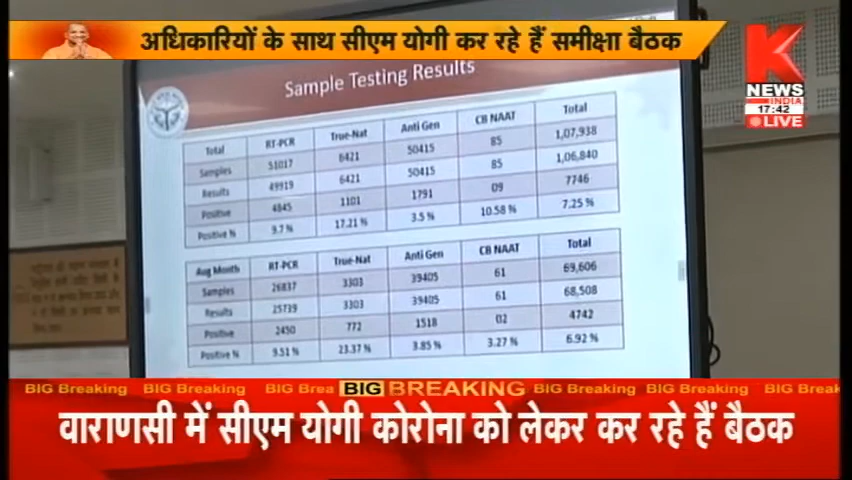 अधिकारियों के साथ सीएम योगी कर रहे हैं समीक्षा बैठक
K
NEWS
INDIA
17:42
LIVE
Sample Testing Results
Total RT-PCR True-Nat Anti Gen CB NAAT Total
Samples 51017 6421 50415 85 1,07,938
Results 49919 6421 50415 85 1,06,840
Positive 4845 1101 1791 09 7746
Positive % 9.7 % 17.21 % 3.5 % 10.58 % 7.25 %
Aug Month RT-PCR True-Nat Anti Gen CB NAAT Total
Samples 26837 3303 39405 61 69,606
Results 25739 3303 39405 61 68,508
Positive 2450 772 1518 02 4742
Positive % 9.51 % 23.37 % 3.85 % 3.27 % 6.92 %
BIG Breaking BIG Breaking BIG Brea BIG BREAKING BIG Breaking BIG Breaking BIG Break
वाराणसी में सीएम योगी कोरोना को लेकर कर रहे हैं बैठक